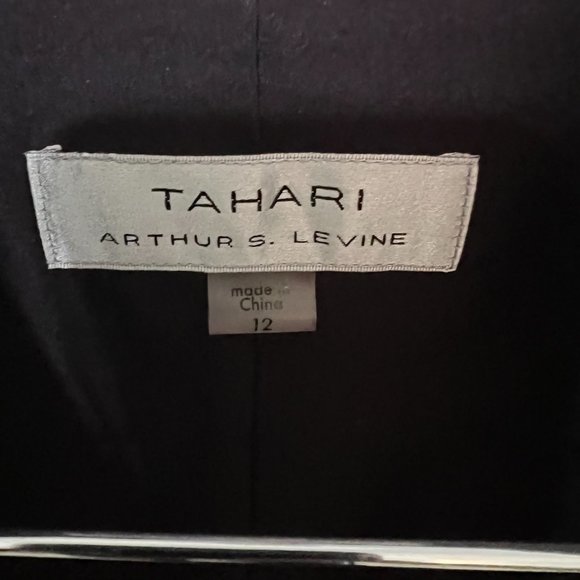 TAHARI
ARTHUR S. LEVINE
made in
China
12